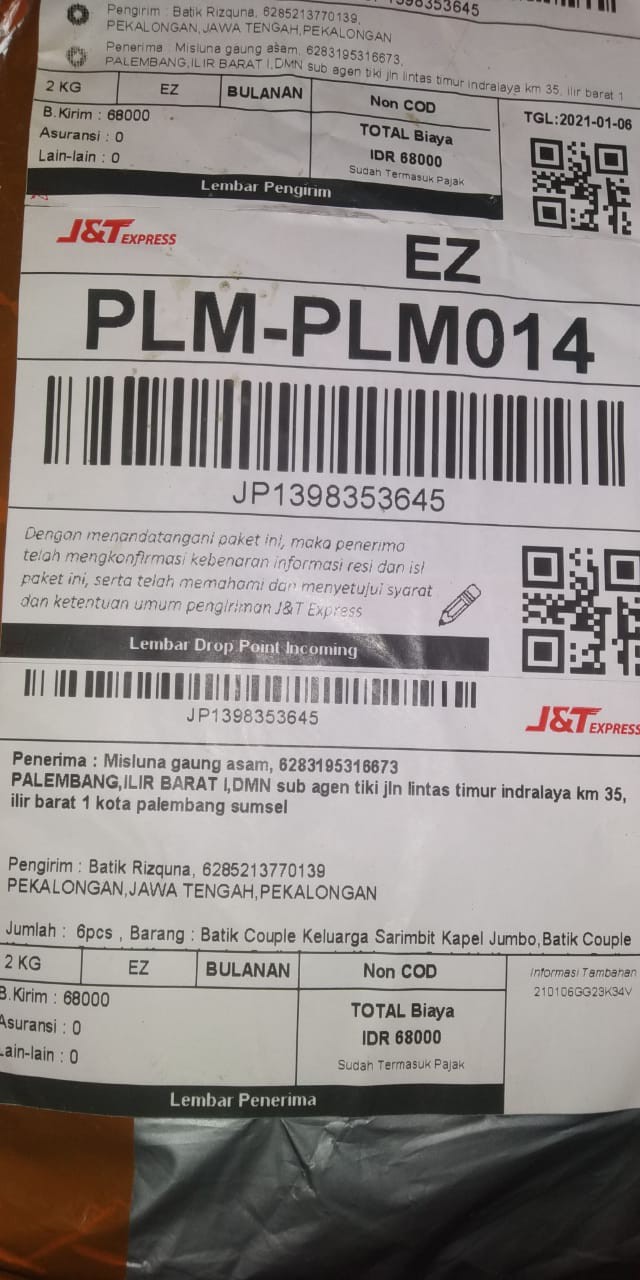 1398353645
Pengirim : Batik Rizquna, 6285213770139,
PEKALONGAN,JAWA TENGAH,PEKALONGAN
Penerima : Misluna gaung asam, 6283195316673,
PALEMBANG,ILIR BARAT I,DMN sub agen tiki jln lintas timur indralaya km 35, ilir barat 1
2 KG EZ BULANAN Non COD TGL:2021-01-06
B.Kirim : 68000
Asuransi : 0
Lain-lain : 0
TOTAL Biaya
IDR 68000
Sudah Termasuk Pajak
Lembar Pengirim
J&T EXPRESS EZ
PLM-PLM014
JP1398353645
Dengan menandatangani paket ini, maka penerima
telah mengkonfirmasi kebenaran informasi resi dan isi
paket ini, serta telah memahami dan menyetujui syarat
dan ketentuan umum pengiriman J&T Express
Lembar Drop Point Incoming
JP1398353645
J&T EXPRESS
Penerima : Misluna gaung asam, 6283195316673
PALEMBANG,ILIR BARAT I,DMN sub agen tiki jln lintas timur indralaya km 35,
ilir barat 1 kota palembang sumsel
Pengirim : Batik Rizquna, 6285213770139
PEKALONGAN,JAWA TENGAH,PEKALONGAN
Jumlah : 6pcs , Barang : Batik Couple Keluarga Sarimbit Kapel Jumbo,Batik Couple
2 KG EZ BULANAN Non COD
B.Kirim : 68000
Asuransi : 0
Lain-lain : 0
TOTAL Biaya
IDR 68000
Sudah Termasuk Pajak
Informasi Tambahan
210106GG23K34V
Lembar Penerima